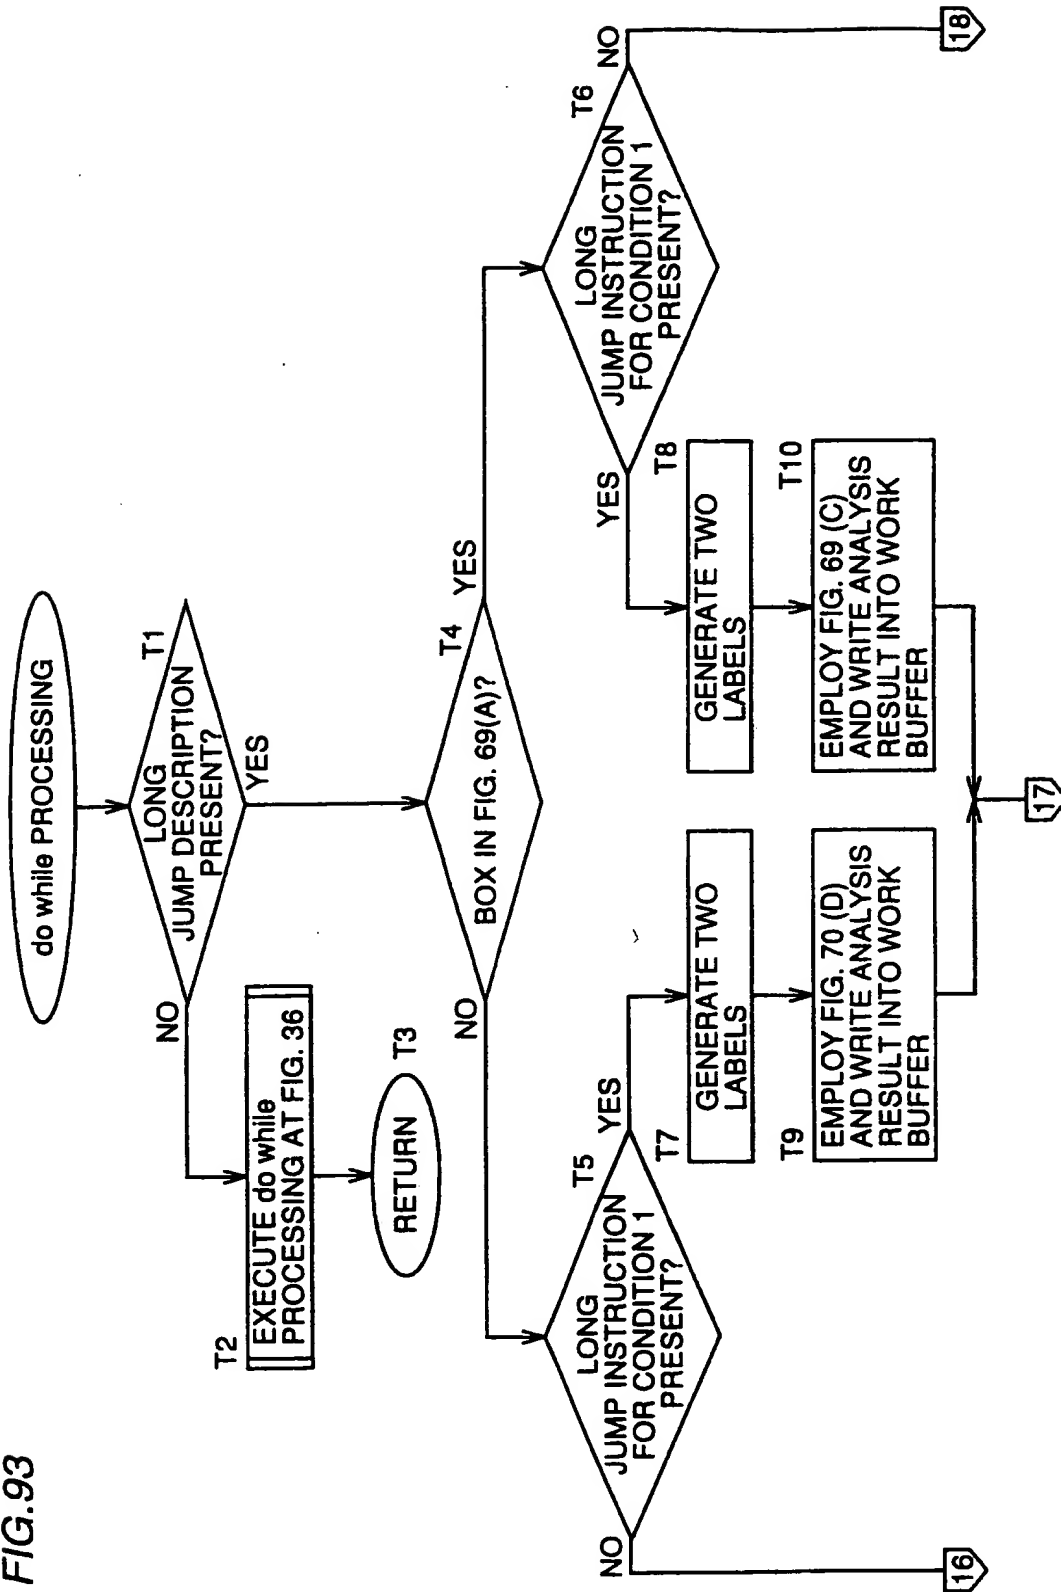 FIG.93
do while PROCESSING
T1
LONG
JUMP DESCRIPTION
PRESENT?
NO
YES
T2
EXECUTE do while
PROCESSING AT FIG. 36
RETURN
T3
T4
BOX IN FIG. 69(A)?
NO
YES
T5
LONG
JUMP INSTRUCTION
FOR CONDITION 1
PRESENT?
NO
YES
T6
LONG
JUMP INSTRUCTION
FOR CONDITION 1
PRESENT?
YES
NO
T7
GENERATE TWO
LABELS
T8
GENERATE TWO
LABELS
T9
EMPLOY FIG. 70 (D)
AND WRITE ANALYSIS
RESULT INTO WORK
BUFFER
T10
EMPLOY FIG. 69 (C)
AND WRITE ANALYSIS
RESULT INTO WORK
BUFFER
16
17
18